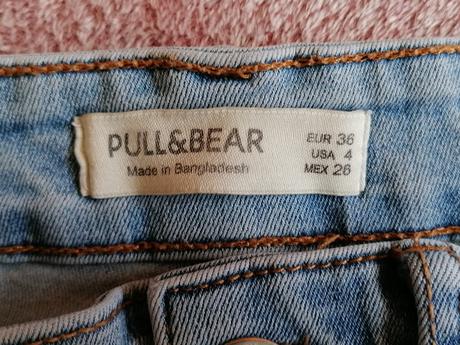 PULL&BEAR
Made in Bangladesh
EUR 36
USA 4
MEX 26